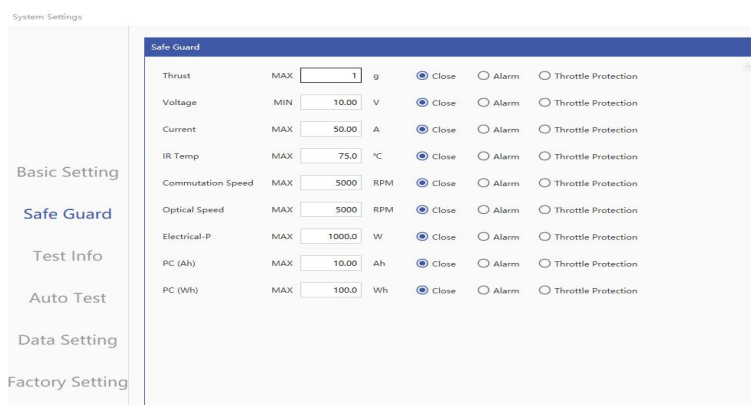 System Settings
Safe Guard
Thrust MAX 1 g Close Alarm Throttle Protection
Voltage MIN 10.00 V Close Alarm Throttle Protection
Current MAX 50.00 A Close Alarm Throttle Protection
IR Temp MAX 75.0 °C Close Alarm Throttle Protection
Commutation Speed MAX 5000 RPM Close Alarm Throttle Protection
Optical Speed MAX 5000 RPM Close Alarm Throttle Protection
Electrical-P MAX 1000.0 W Close Alarm Throttle Protection
PC (Ah) MAX 10.00 Ah Close Alarm Throttle Protection
PC (Wh) MAX 100.0 Wh Close Alarm Throttle Protection
Basic Setting
Safe Guard
Test Info
Auto Test
Data Setting
Factory Setting